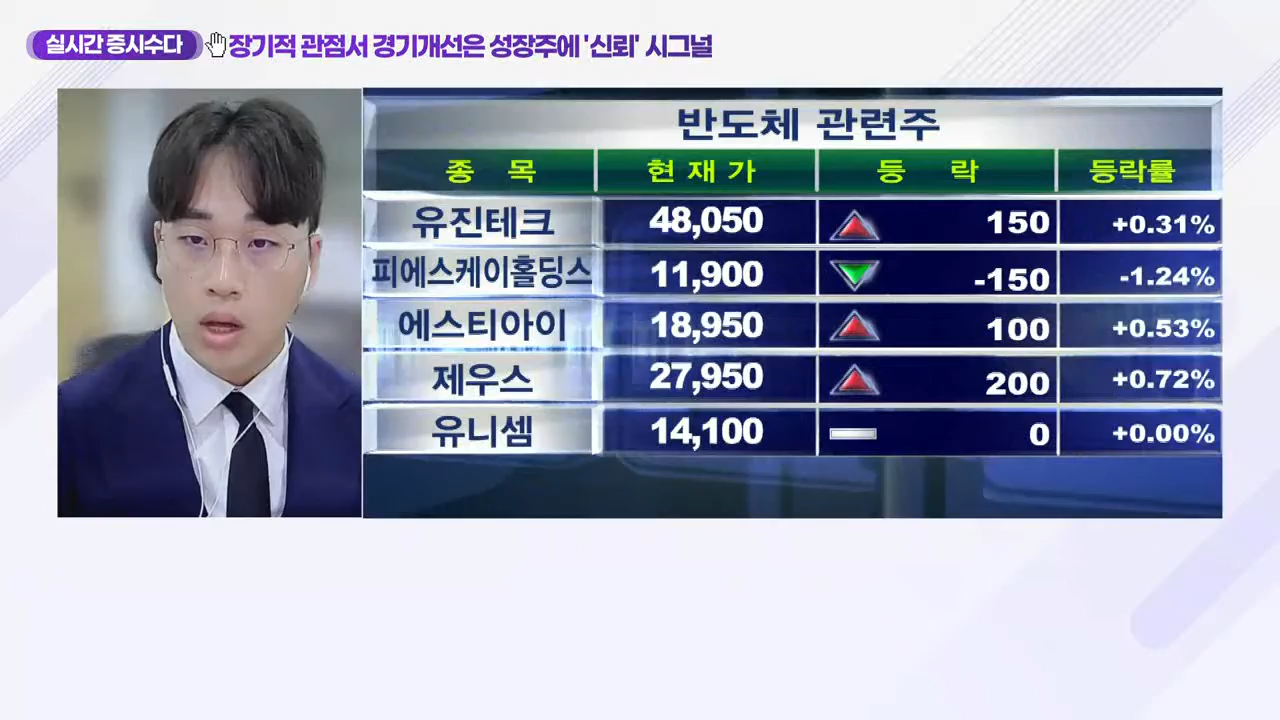 실시간 증시수다 장기적 관점서 경기개선은 성장주에 '신뢰' 시그널
반도체 관련주
종 목 현 재 가 등 락 등락률
유진테크 48,050 150 +0.31%
피에스케이홀딩스 11,900 -150 -1.24%
에스티아이 18,950 100 +0.53%
제우스 27,950 200 +0.72%
유니셈 14,100 0 +0.00%